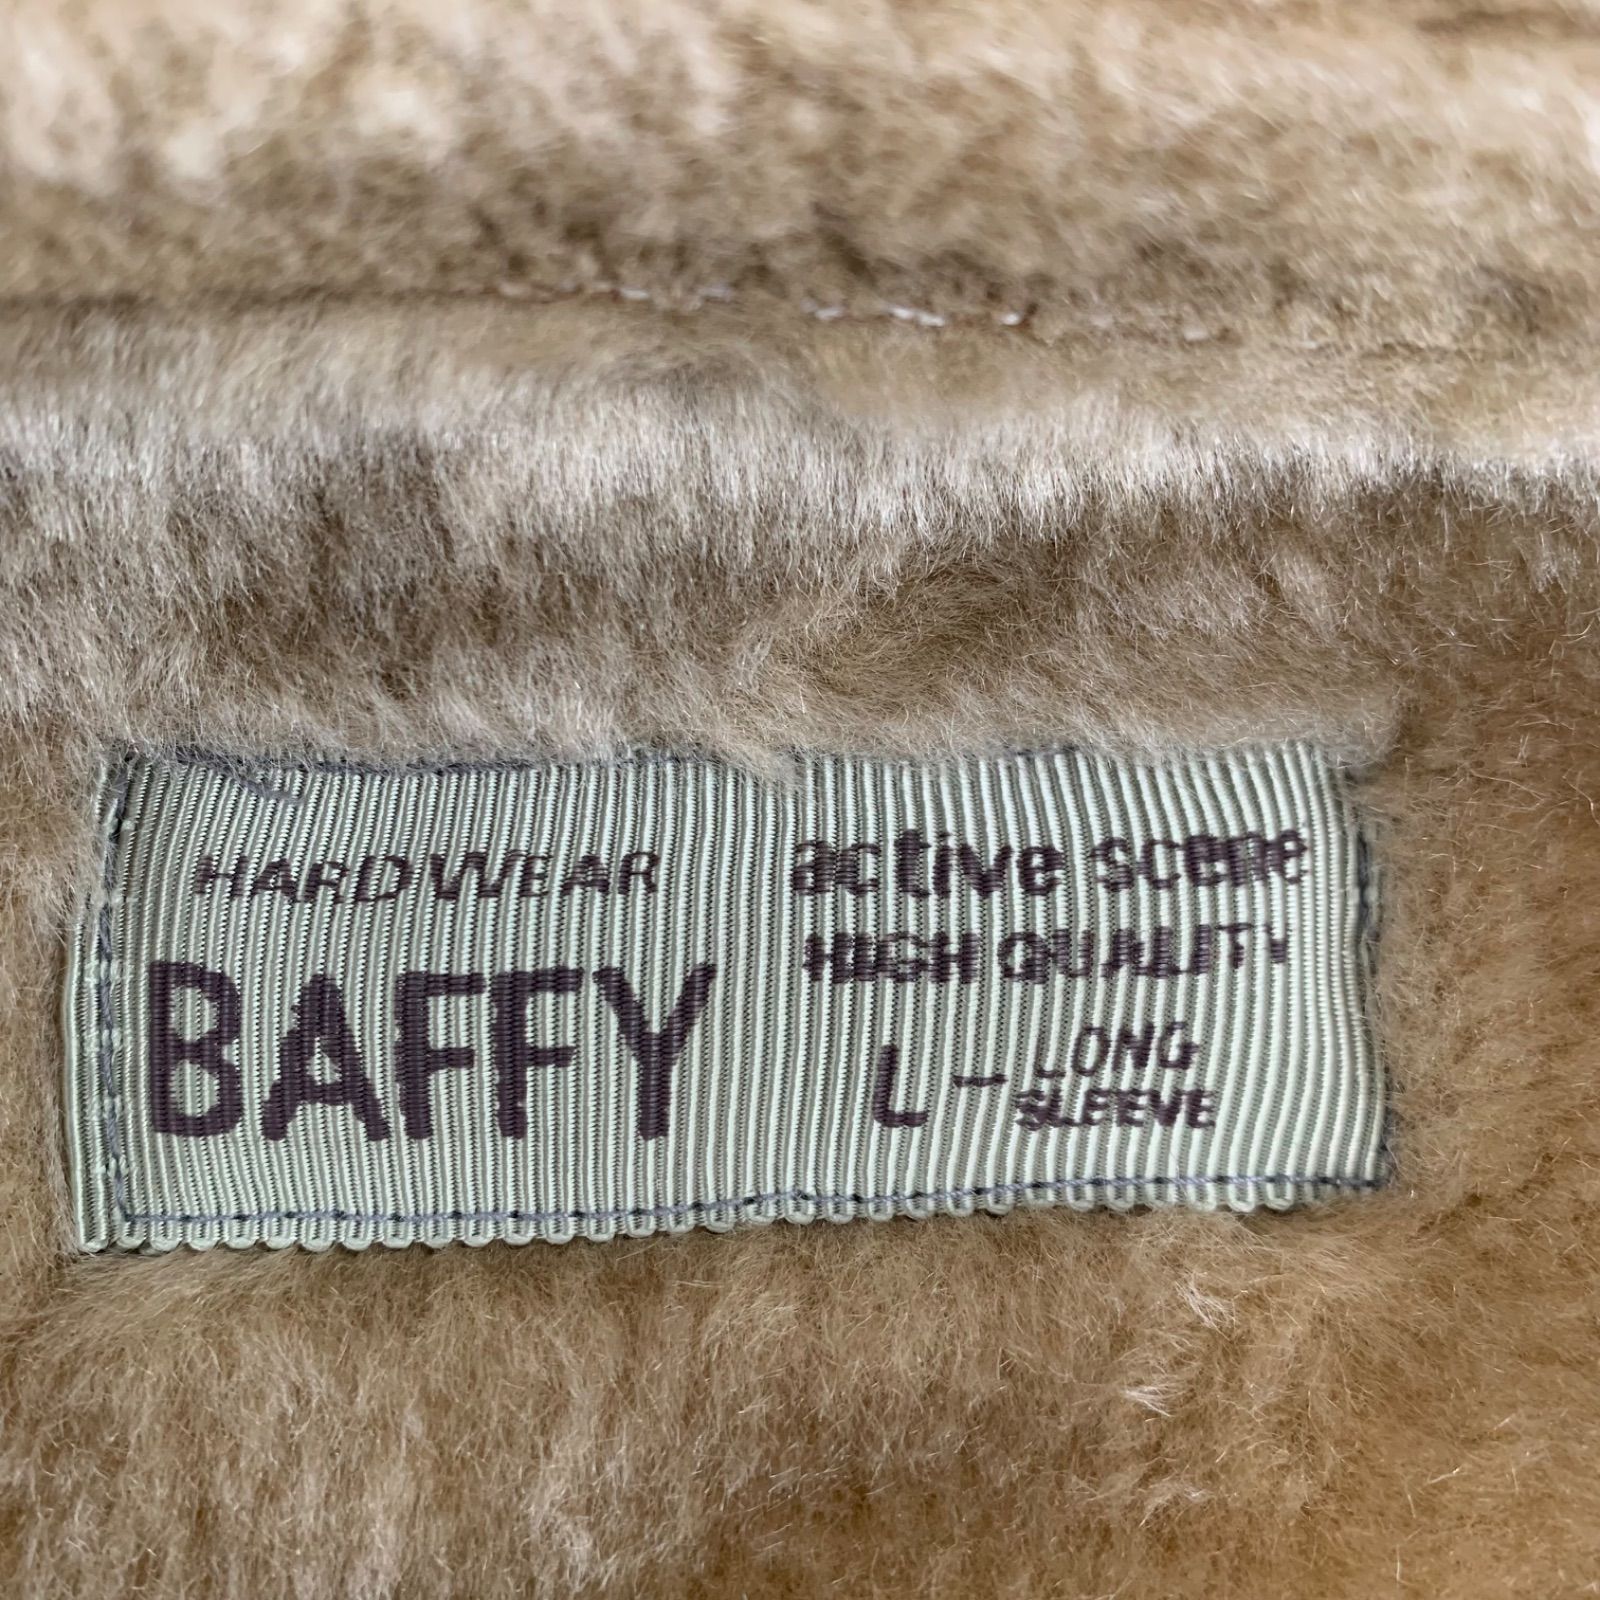 HARD WEAR
BAFFY
active scene
HIGH QUALITY
L - LONG
SLEEVE